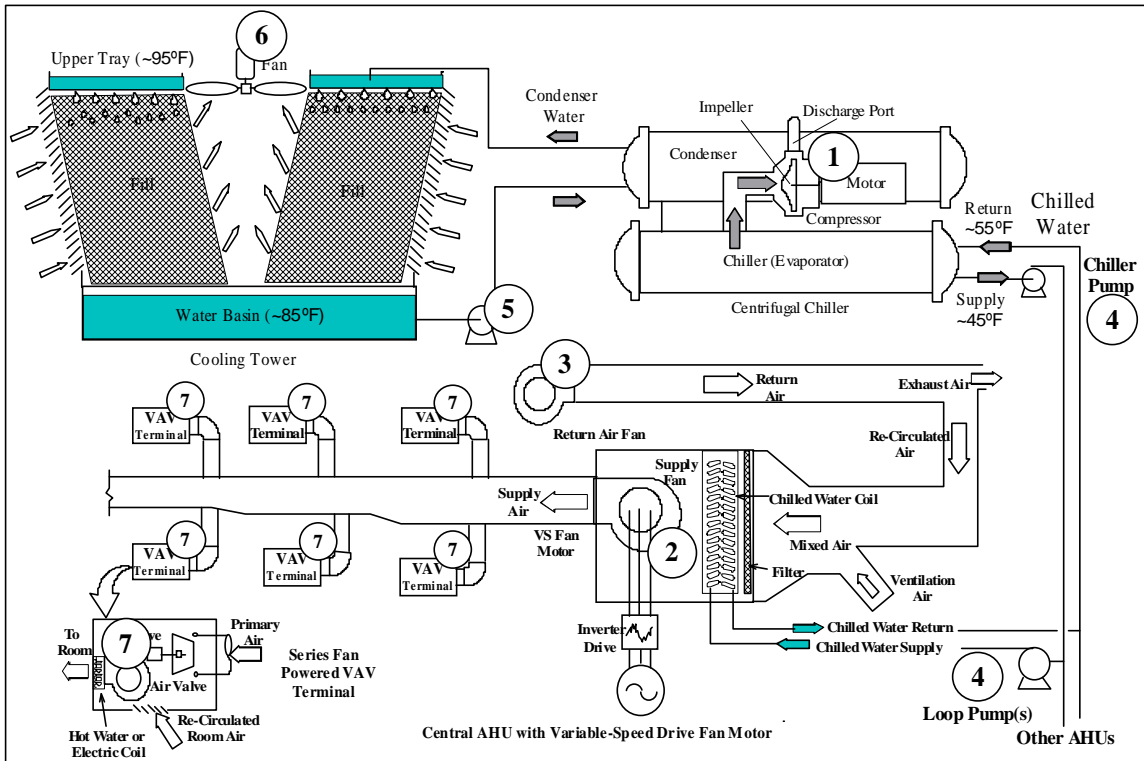 6
Upper Tray (~95ºF)
Fan
Fill
Fill
Water Basin (~85ºF)
Cooling Tower
5
Condenser
Water
Impeller
Discharge Port
Condenser
1
Motor
Compressor
Chiller (Evaporator)
Centrifugal Chiller
Return
~55ºF
Chilled
Water
Supply
~45ºF
Chiller
Pump
4
3
Return
Air
Exhaust Air
Return Air Fan
Re-Circulated
Air
7
VAV
Terminal
7
VAV
Terminal
7
VAV
Terminal
Supply
Air
7
VAV
Terminal
7
VAV
Terminal
7
VAV
Terminal
Supply
Fan
Chilled Water Coil
VS Fan
Motor
2
Mixed Air
Filter
Ventilation
Air
Inverter
Drive
Chilled Water Return
Chilled Water Supply
4
Loop Pump(s)
Other AHUs
To
Room
7
Primary
Air
Air Valve
Series Fan
Powered VAV
Terminal
Re-Circulated
Room Air
Hot Water or
Electric Coil
Central AHU with Variable-Speed Drive Fan Motor